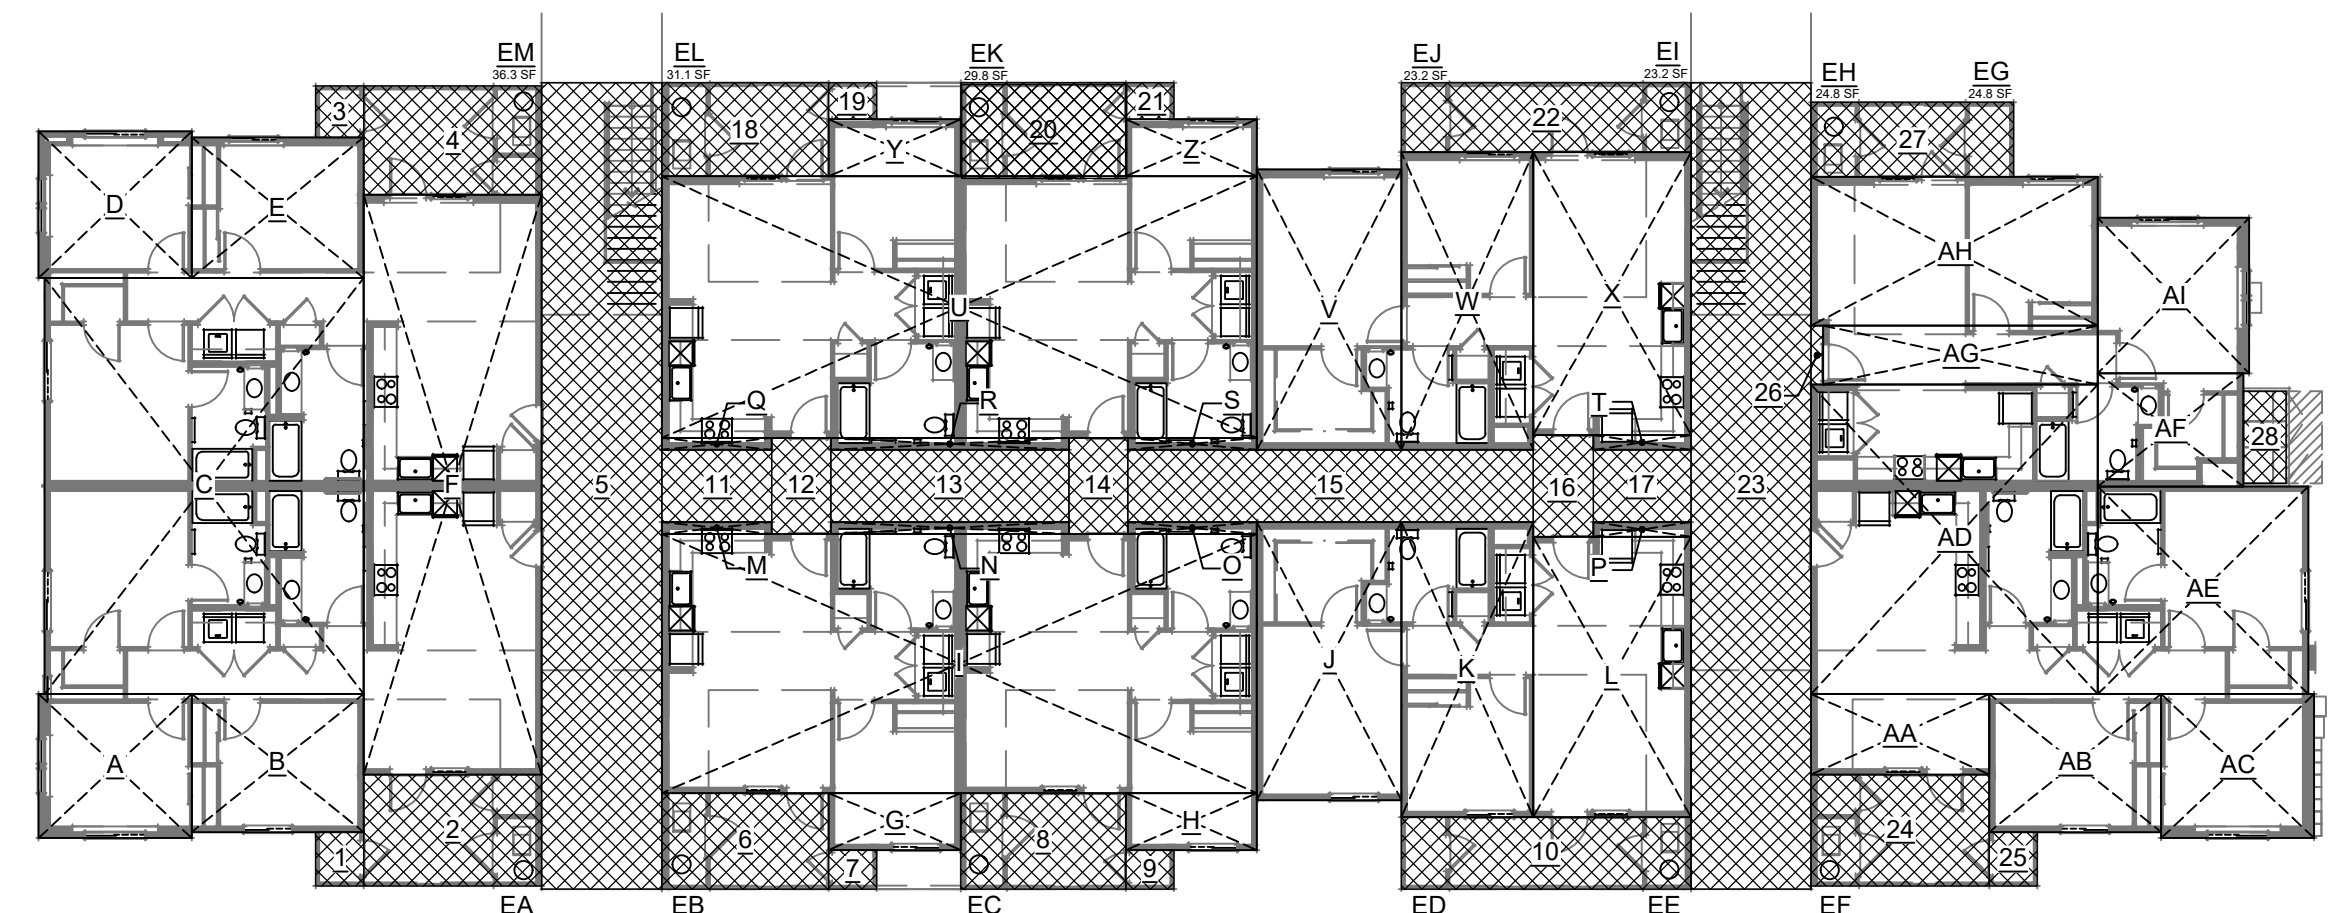 EM
36.3 SF
EL
31.1 SF
EK
29.8 SF
EJ
23.2 SF
EI
23.2 SF
EH
24.8 SF
EG
24.8 SF
3
4
18
19
20
21
22
27
Y
Z
D
E
AH
AI
U
V
W
X
AG
26
Q
R
S
T
AF
28
C
F
5
11
12
13
14
15
16
17
23
AD
M
N
O
P
AE
I
J
K
L
A
B
G
H
AA
AB
AC
1
2
6
7
8
9
10
24
25
EA
EB
EC
ED
EE
EF